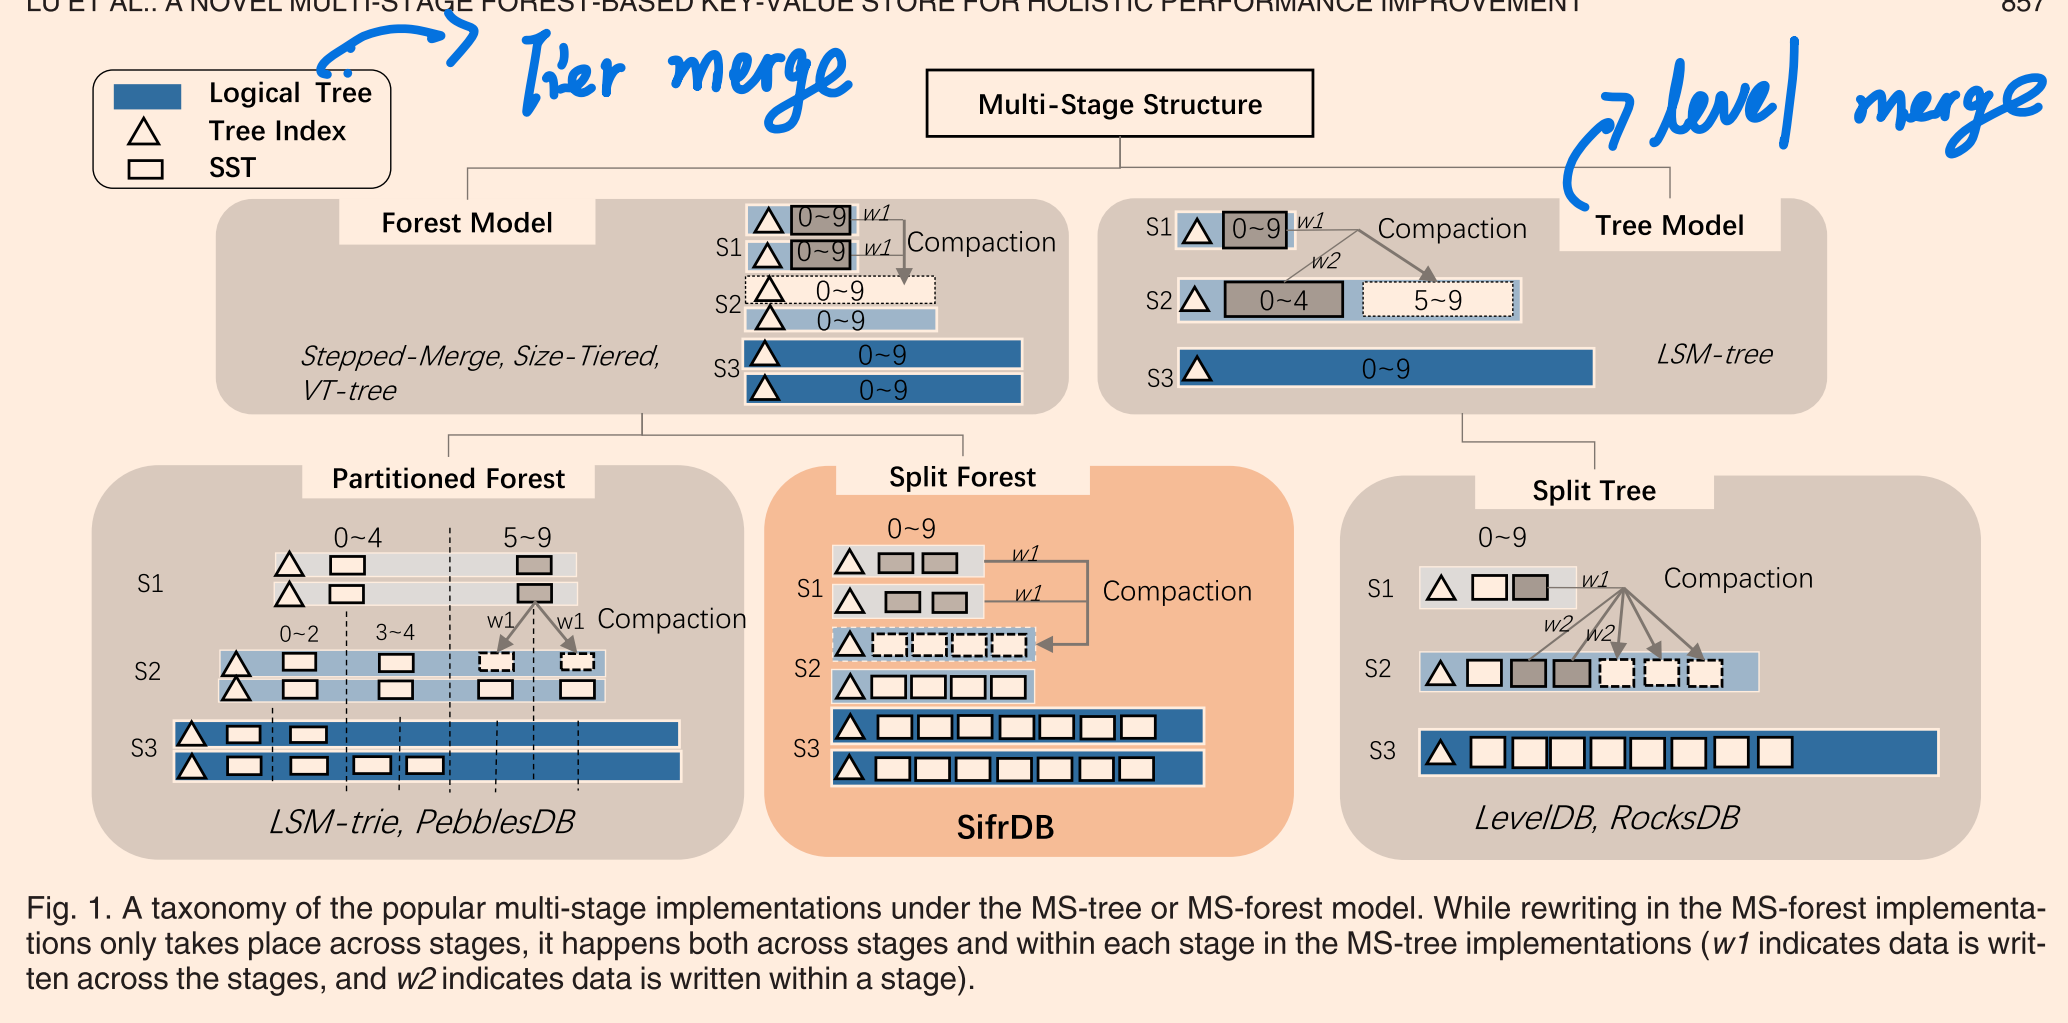 LU ET AL.: A NOVEL MULTI-STAGE FOREST-BASED KEY-VALUE STORE FOR HOLISTIC PERFORMANCE IMPROVEMENT 857
Tier merge
level merge
Logical Tree
Tree Index
SST
Multi-Stage Structure
Forest Model
S1
0~9 w1
0~9 w1
Compaction
S2
0~9
0~9
S3
0~9
0~9
Stepped-Merge, Size-Tiered,
VT-tree
Tree Model
S1 0~9 w1 Compaction
w2
S2 0~4 5~9
S3 0~9
LSM-tree
Partitioned Forest
0~4 5~9
S1
w1 w1 Compaction
0~2 3~4
S2
S3
LSM-trie, PebblesDB
Split Forest
0~9
S1
w1
w1
Compaction
S2
S3
SifrDB
Split Tree
0~9
S1 w1 Compaction
w2 w2
S2
S3
LevelDB, RocksDB
Fig. 1. A taxonomy of the popular multi-stage implementations under the MS-tree or MS-forest model. While rewriting in the MS-forest implementa-
tions only takes place across stages, it happens both across stages and within each stage in the MS-tree implementations (w1 indicates data is writ-
ten across the stages, and w2 indicates data is written within a stage).